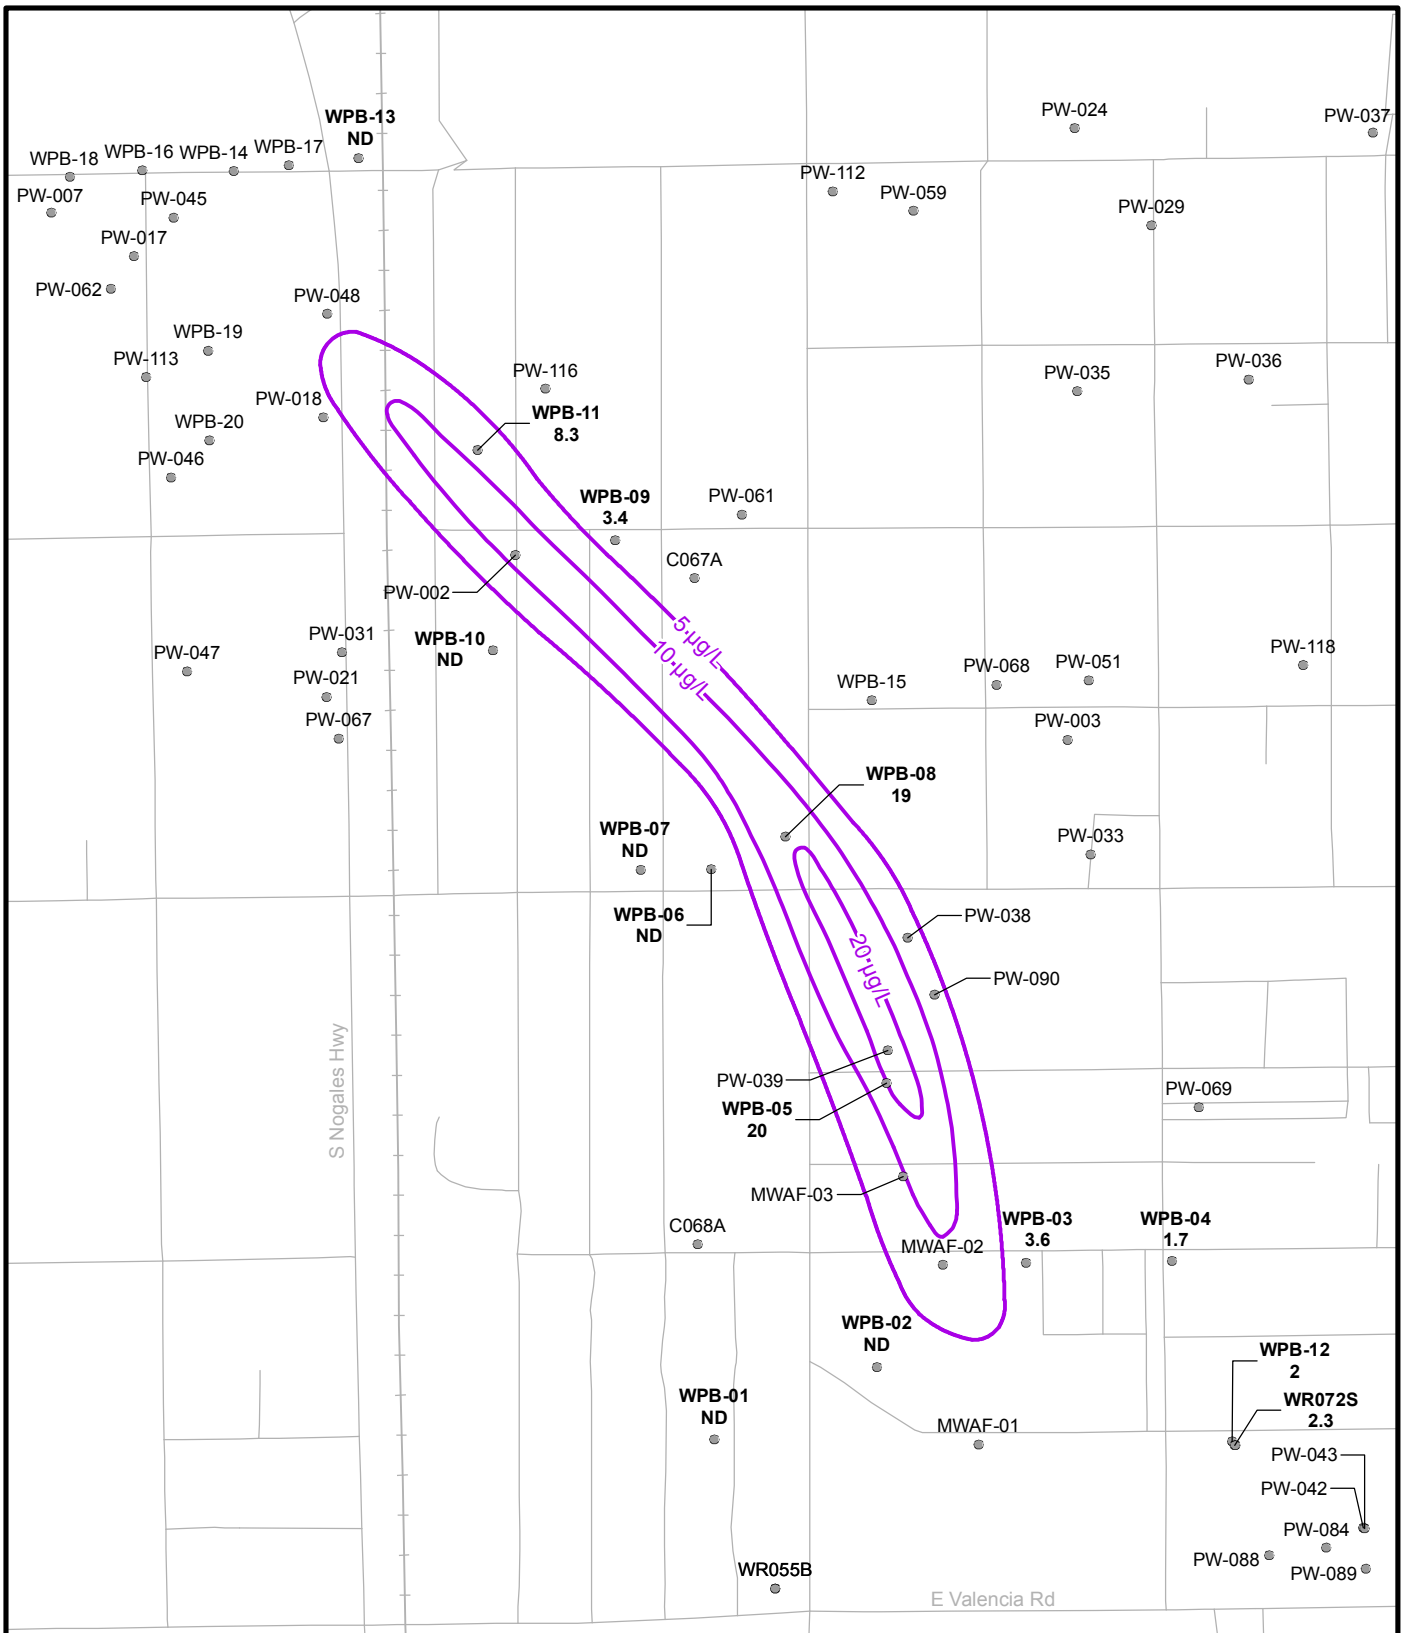 WPB-13
ND
PW-024
PW-037
WPB-18
WPB-16
WPB-14
WPB-17
PW-007
PW-045
PW-112
PW-059
PW-029
PW-017
PW-062
PW-048
WPB-19
PW-113
PW-116
PW-035
PW-036
PW-018
WPB-11
8.3
WPB-20
PW-046
WPB-09
3.4
PW-061
C067A
PW-002
5 µg/L
10 µg/L
PW-031
WPB-10
ND
PW-047
PW-021
PW-067
WPB-15
PW-068
PW-051
PW-118
PW-003
WPB-08
19
WPB-07
ND
PW-033
WPB-06
ND
PW-038
20 µg/L
PW-090
S Nogales Hwy
PW-039
WPB-05
20
PW-069
MWAF-03
C068A
MWAF-02
WPB-03
3.6
WPB-04
1.7
WPB-02
ND
WPB-12
2
WPB-01
ND
WR072S
2.3
MWAF-01
PW-043
PW-042
PW-084
PW-088
PW-089
WR055B
E Valencia Rd